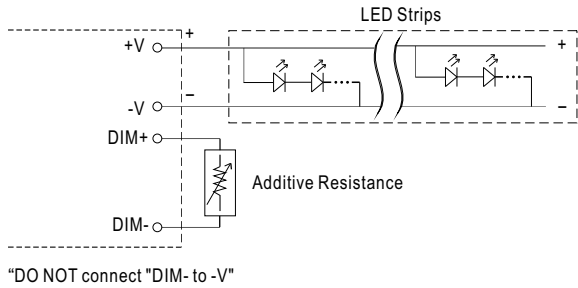 LED Strips
+V
+
+
-V
–
–
DIM+
Additive Resistance
DIM-
“DO NOT connect "DIM- to -V"